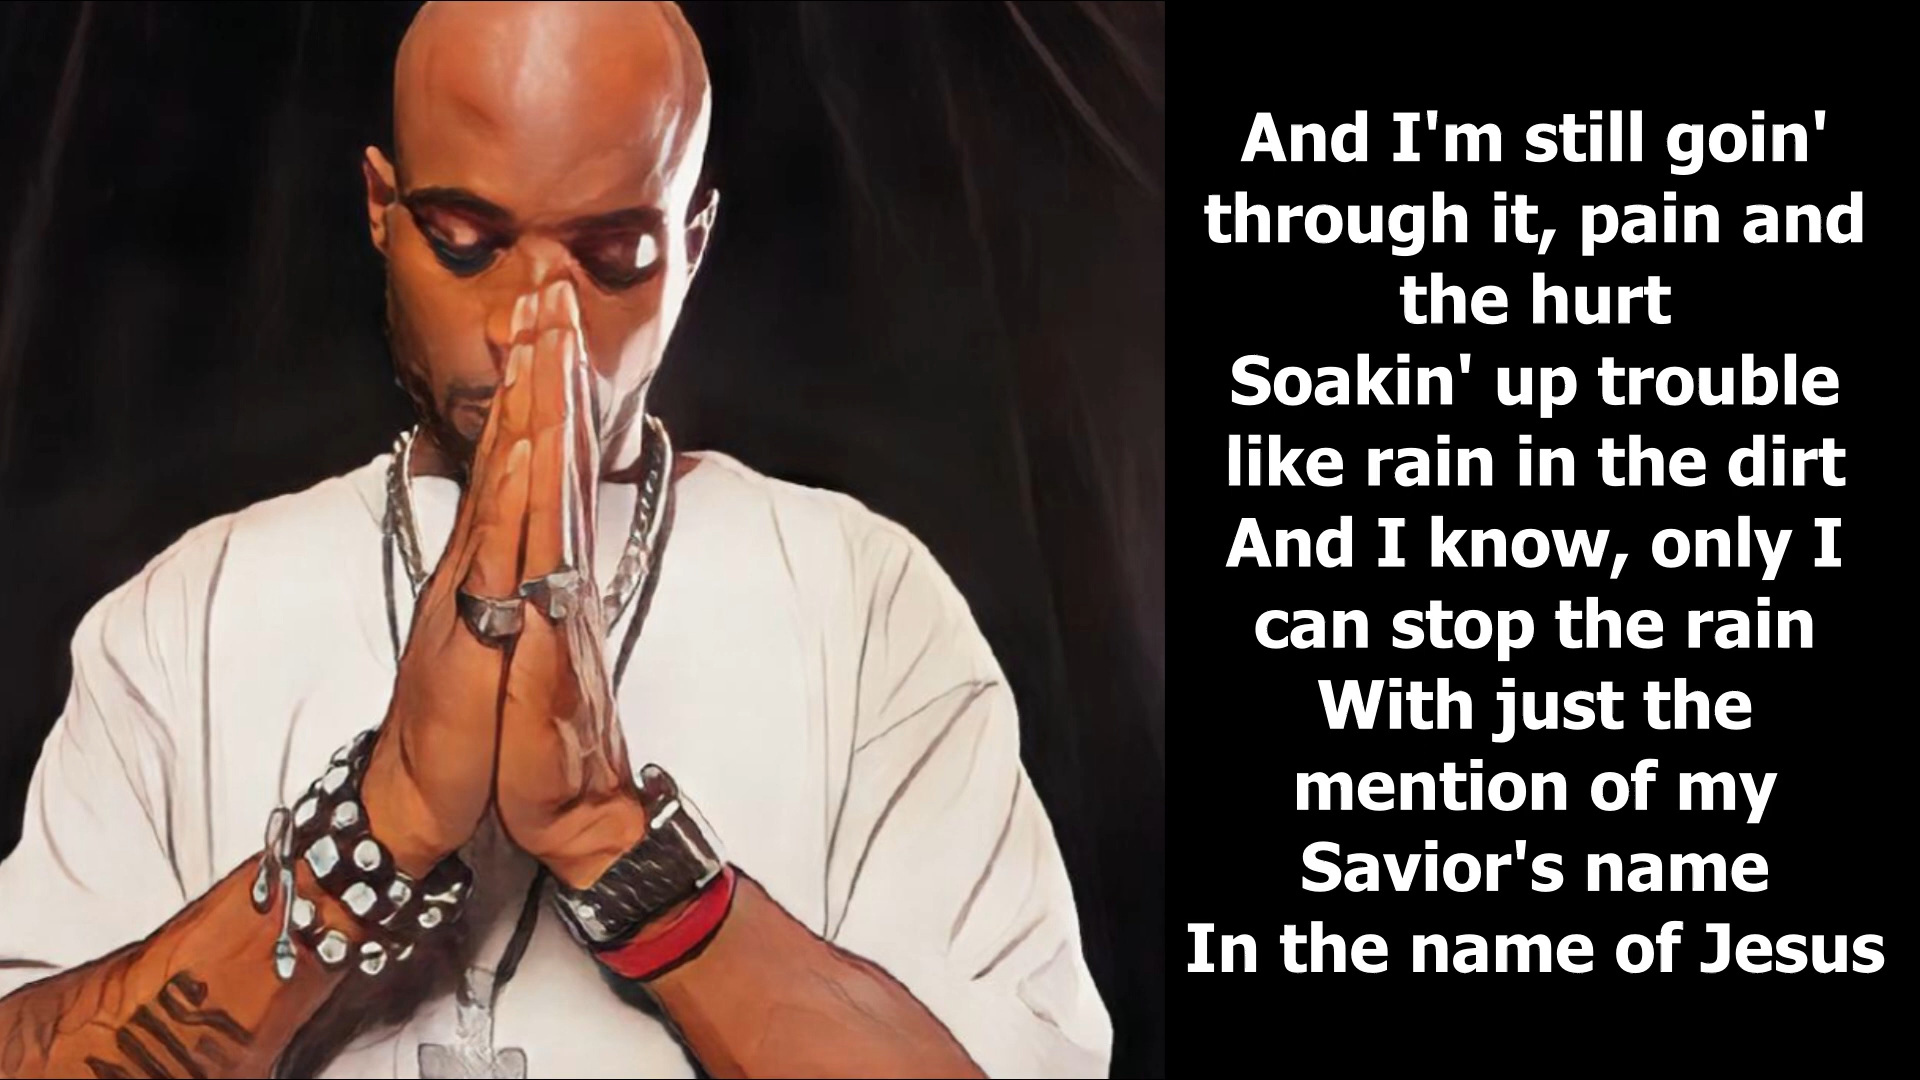 And I'm still goin'
through it, pain and
the hurt
Soakin' up trouble
like rain in the dirt
And I know, only I
can stop the rain
With just the
mention of my
Savior's name
In the name of Jesus